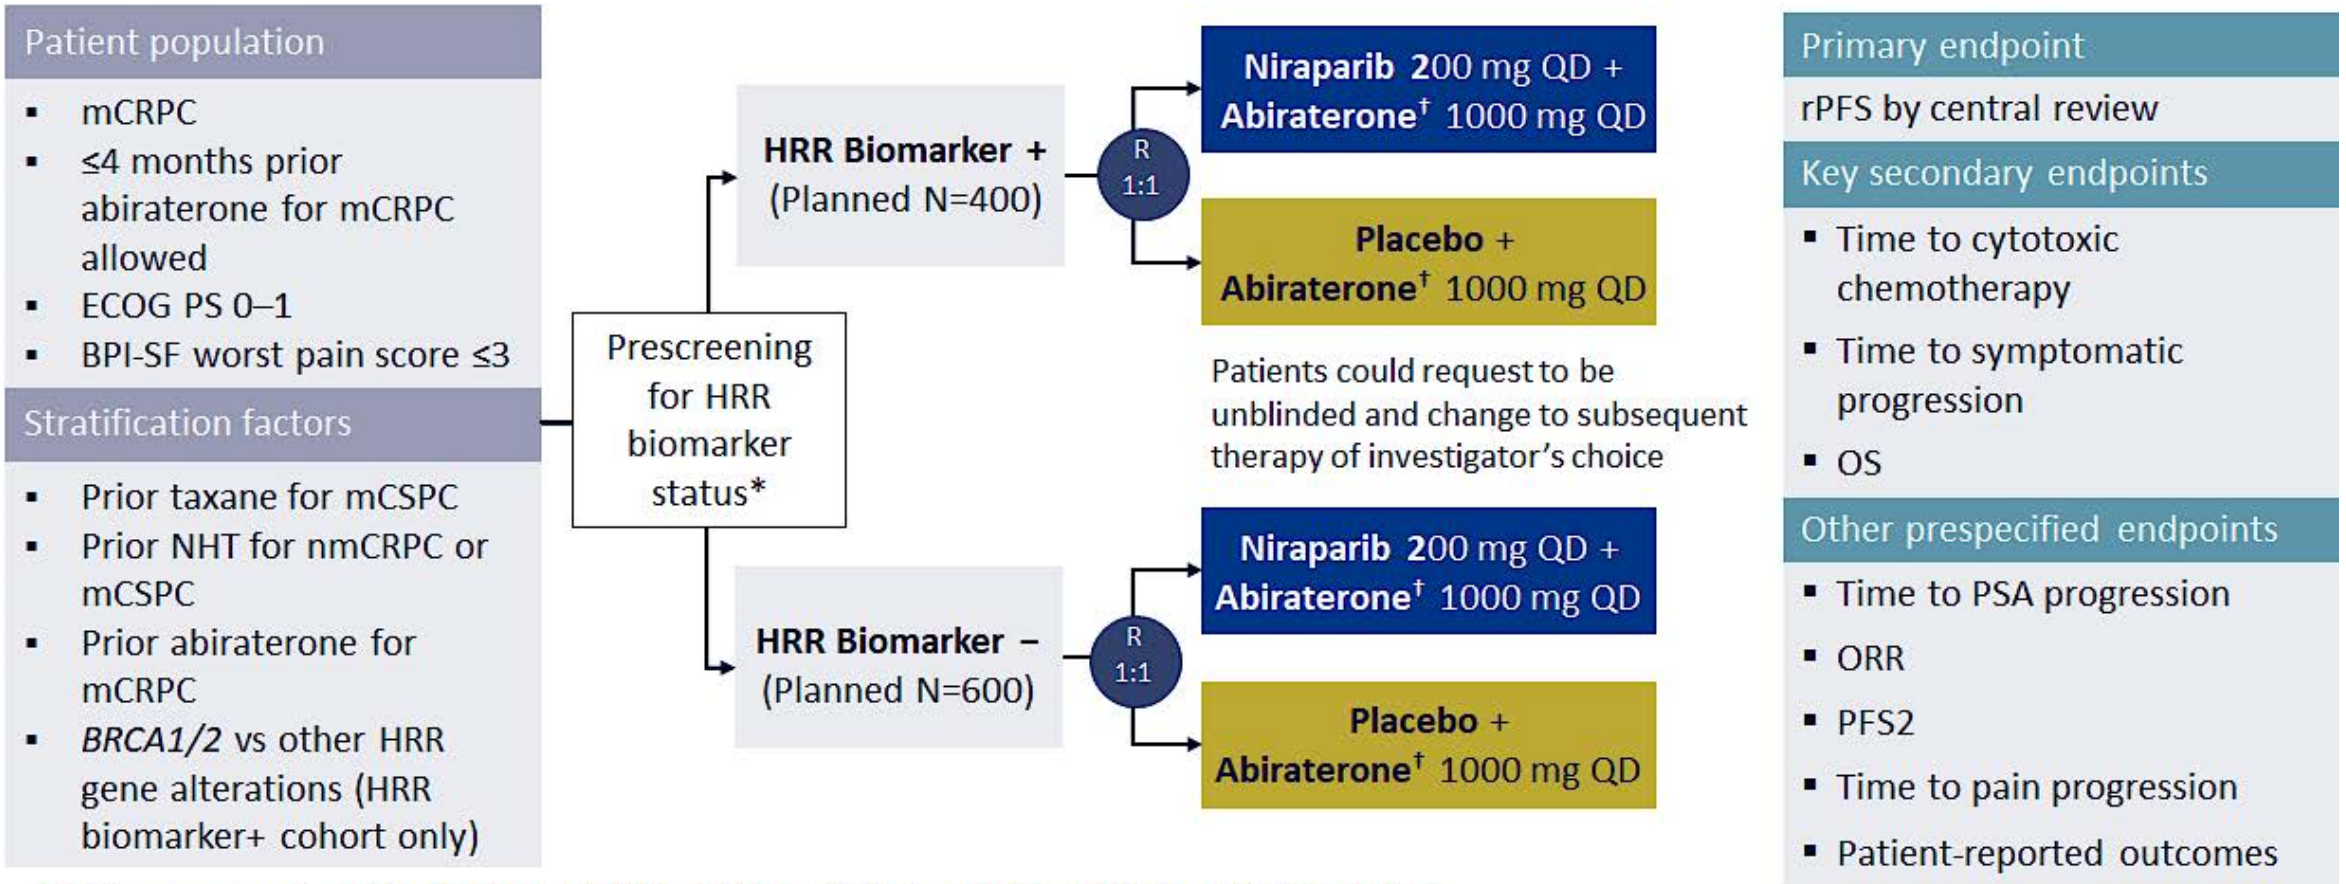 Patient population
▪ mCRPC
▪ ≤4 months prior
abiraterone for mCRPC
allowed
▪ ECOG PS 0–1
▪ BPI-SF worst pain score ≤3
Stratification factors
▪ Prior taxane for mCSPC
▪ Prior NHT for nmCRPC or
mCSPC
▪ Prior abiraterone for
mCRPC
▪ BRCA1/2 vs other HRR
gene alterations (HRR
biomarker+ cohort only)
Prescreening
for HRR
biomarker
status*
HRR Biomarker +
(Planned N=400)
R
1:1
Niraparib 200 mg QD +
Abiraterone† 1000 mg QD
Placebo +
Abiraterone† 1000 mg QD
Patients could request to be
unblinded and change to subsequent
therapy of investigator’s choice
HRR Biomarker –
(Planned N=600)
R
1:1
Niraparib 200 mg QD +
Abiraterone† 1000 mg QD
Placebo +
Abiraterone† 1000 mg QD
Primary endpoint
rPFS by central review
Key secondary endpoints
▪ Time to cytotoxic
chemotherapy
▪ Time to symptomatic
progression
▪ OS
Other prespecified endpoints
▪ Time to PSA progression
▪ ORR
▪ PFS2
▪ Time to pain progression
▪ Patient-reported outcomes